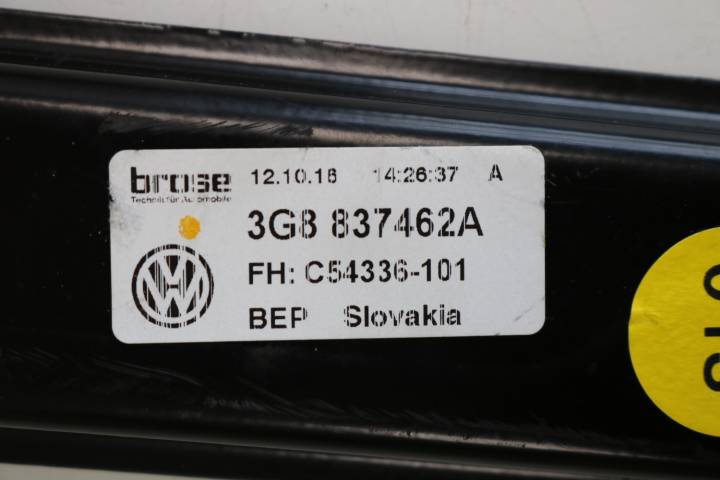 brose 12.10.16 14:26:37 A
Technik für Automobile
3G8 837462A
FH: C54336-101
BEP Slovakia